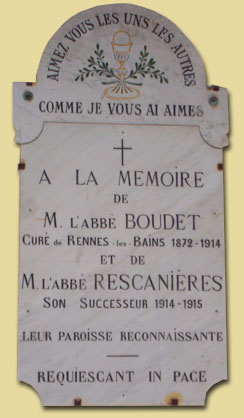 AIMEZ VOUS LES UNS LES AUTRES
COMME JE VOUS AI AIMES
A LA MEMOIRE
DE
M. L'ABBÉ BOUDET
CURÉ de RENNES-les BAINS 1872-1914
ET DE
M. L'ABBÉ RESCANIÈRES
SON SUCCESSEUR 1914-1915
LEUR PAROISSE RECONNAISSANTE
REQUIESCANT IN PACE